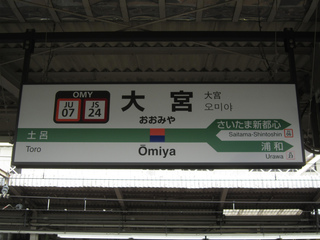 OMY
JU 07
JS 24
大宮
おおみや
大宮
오미야
土呂
Toro
Ōmiya
さいたま新都心
Saitama-Shintoshin
浦和
Urawa